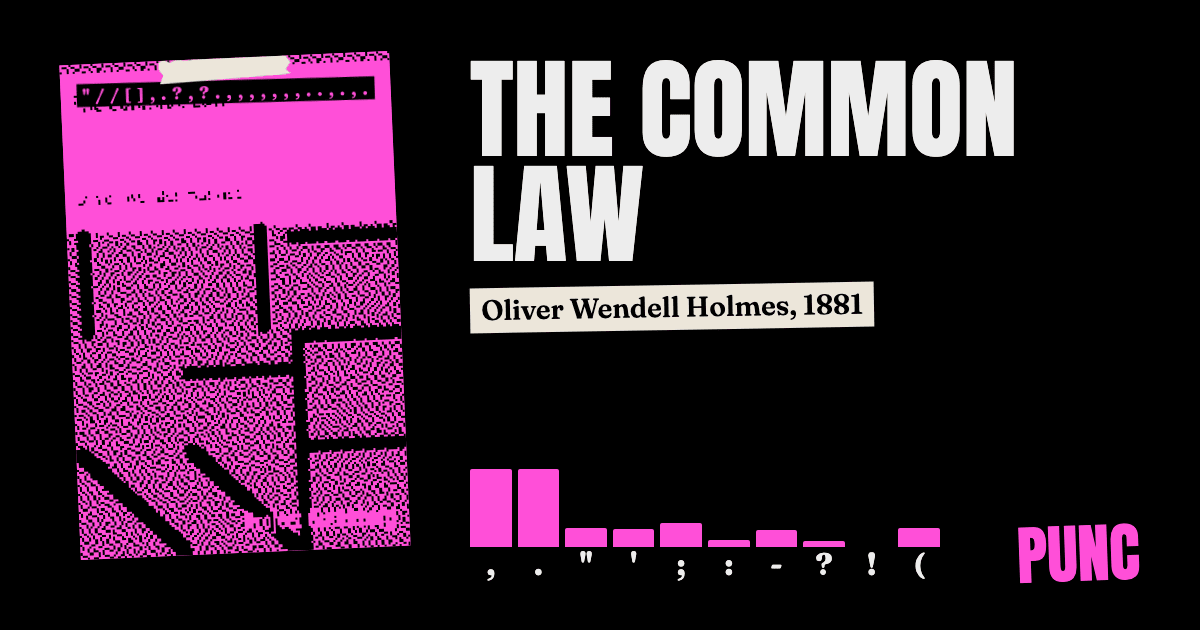 "//[],.?,?.,,,,,,,..,.,.
THE COMMON
LAW
Oliver Wendell Holmes, 1881
, . " ' ; : - ? ! (
PUNC